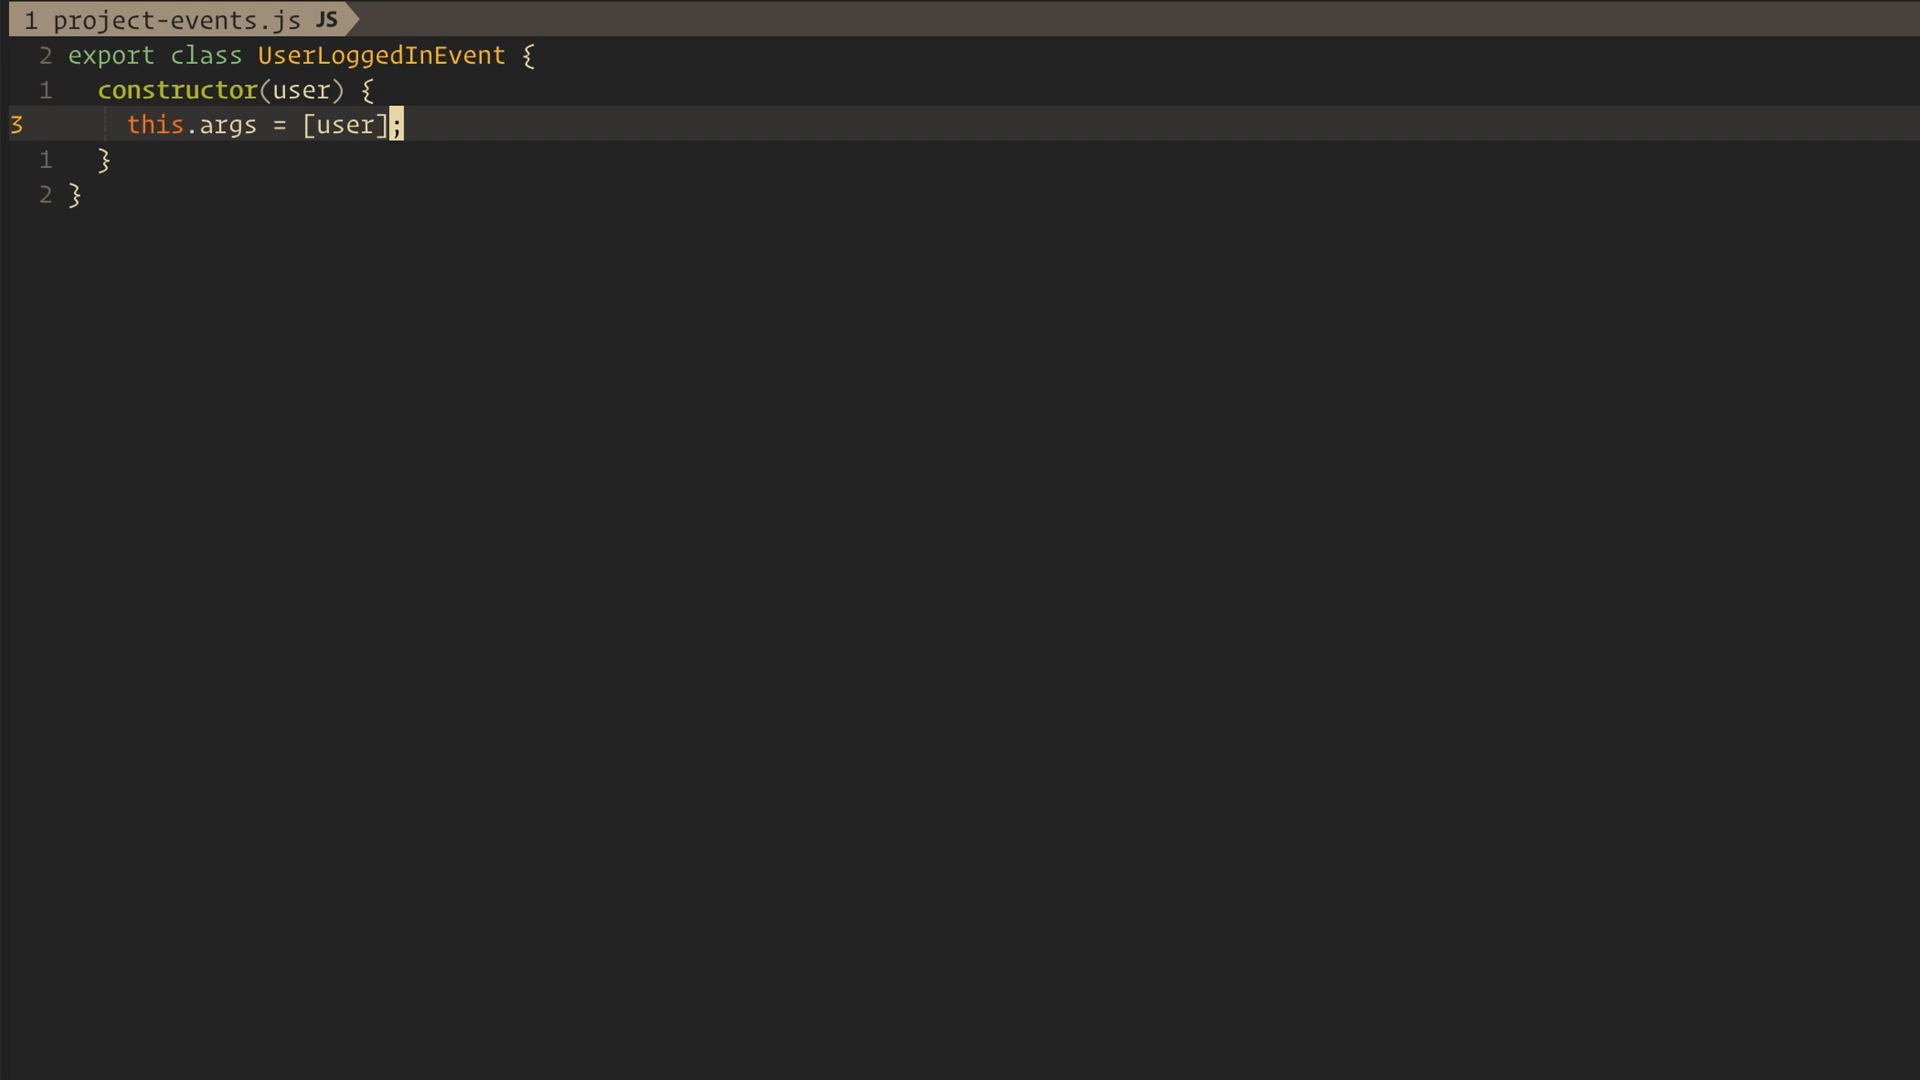 1 project-events.js JS
2 export class UserLoggedInEvent {
1   constructor(user) {
3     this.args = [user];
1   }
2 }